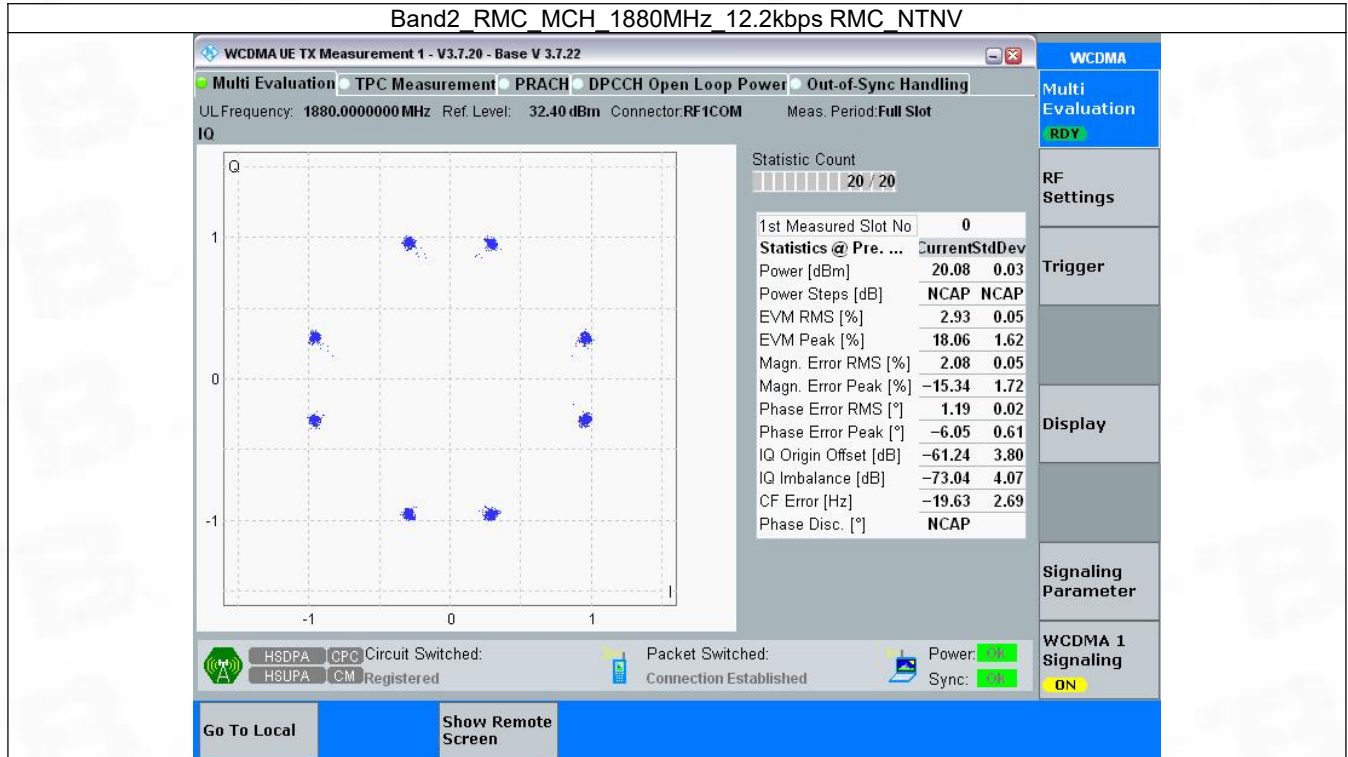 Band2_RMC_MCH_1880MHz_12.2kbps RMC_NTNV
WCDMA UE TX Measurement 1 - V3.7.20 - Base V 3.7.22
WCDMA
Multi Evaluation TPC Measurement PRACH DPCCH Open Loop Power Out-of-Sync Handling
Multi
Evaluation
RDY
UL Frequency: 1880.0000000 MHz Ref. Level: 32.40 dBm Connector:RF1COM Meas. Period:Full Slot
IQ
Q
1
0
-1
-1 0 1
I
Statistic Count
20 / 20
1st Measured Slot No 0
Statistics @ Pre. ... CurrentStdDev
Power [dBm] 20.08 0.03
Power Steps [dB] NCAP NCAP
EVM RMS [%] 2.93 0.05
EVM Peak [%] 18.06 1.62
Magn. Error RMS [%] 2.08 0.05
Magn. Error Peak [%] −15.34 1.72
Phase Error RMS [°] 1.19 0.02
Phase Error Peak [°] −6.05 0.61
IQ Origin Offset [dB] −61.24 3.80
IQ Imbalance [dB] −73.04 4.07
CF Error [Hz] −19.63 2.69
Phase Disc. [°] NCAP
RF
Settings
Trigger
Display
Signaling
Parameter
WCDMA 1
Signaling
ON
HSDPA CPC Circuit Switched: Packet Switched: Power: Ok
HSUPA CM Registered Connection Established Sync: Ok
Go To Local
Show Remote
Screen